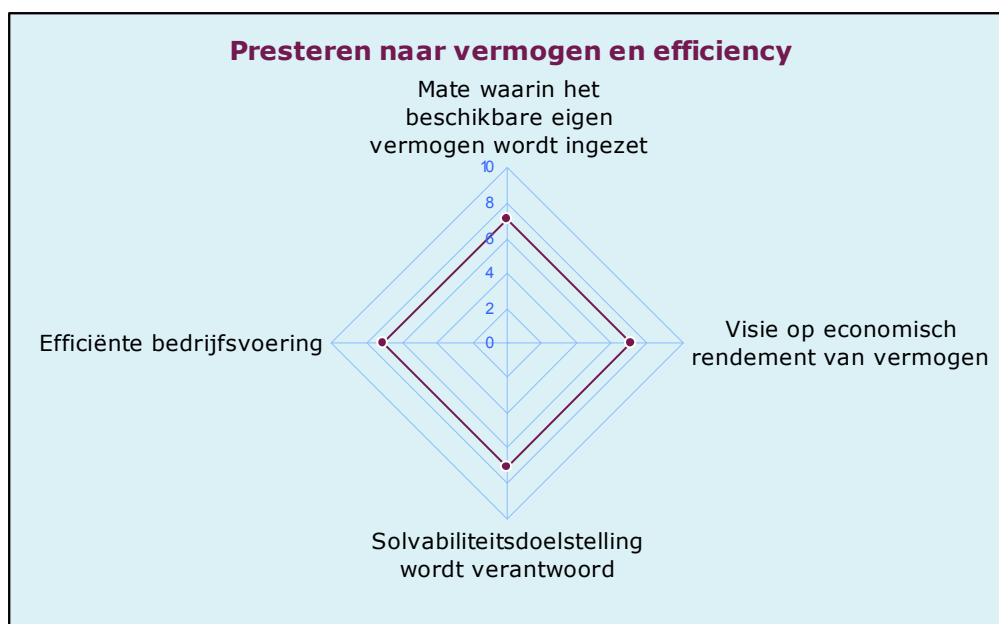 Presteren naar vermogen en efficiency
Mate waarin het
beschikbare eigen
vermogen wordt ingezet
10
8
6
4
2
0
Efficiënte bedrijfsvoering
Visie op economisch
rendement van vermogen
Solvabiliteitsdoelstelling
wordt verantwoord